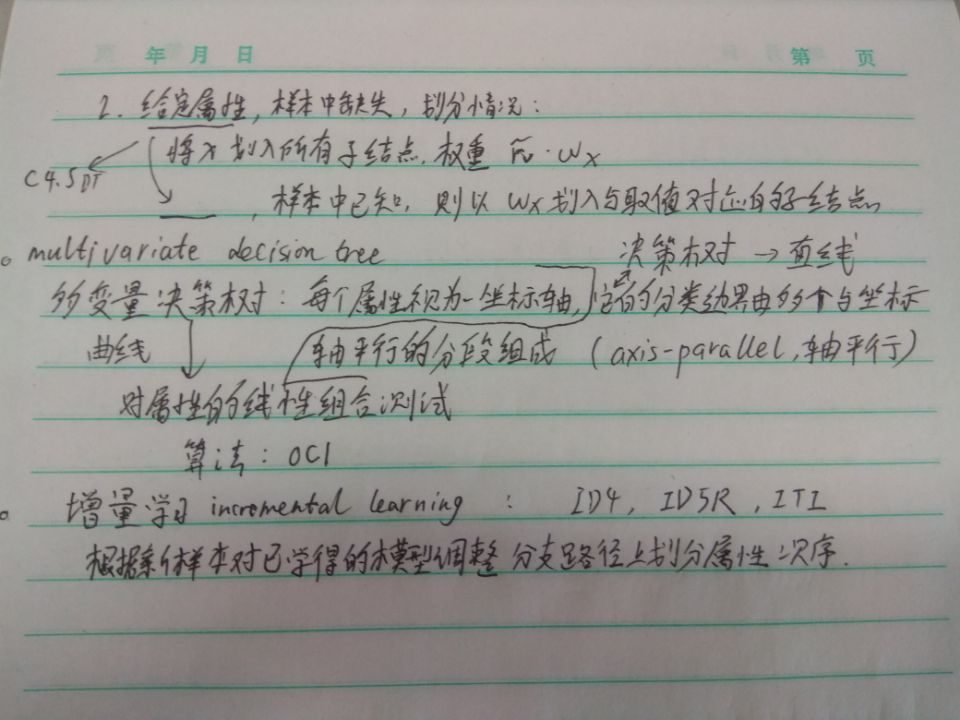 年 月 日 第 页
2. 给定属性，样本中缺失，划分情况：
将x划入所有子结点，权重 r̃v·wx
C4.5 DT
，样本中已知，则以 wx划入与取值对应的子结点
multivariate decision tree 决策树 → 直线
多变量决策树：每个属性视为一坐标轴，的分类边界由多个与坐标
曲线 轴平行的分段组成 (axis-parallel, 轴平行)
对属性的线性组合测试
算法：OC1
增量学习 incremental learning ： ID4, ID5R, ITI
根据新样本对已学得的模型调整 分支路径上划分属性次序.